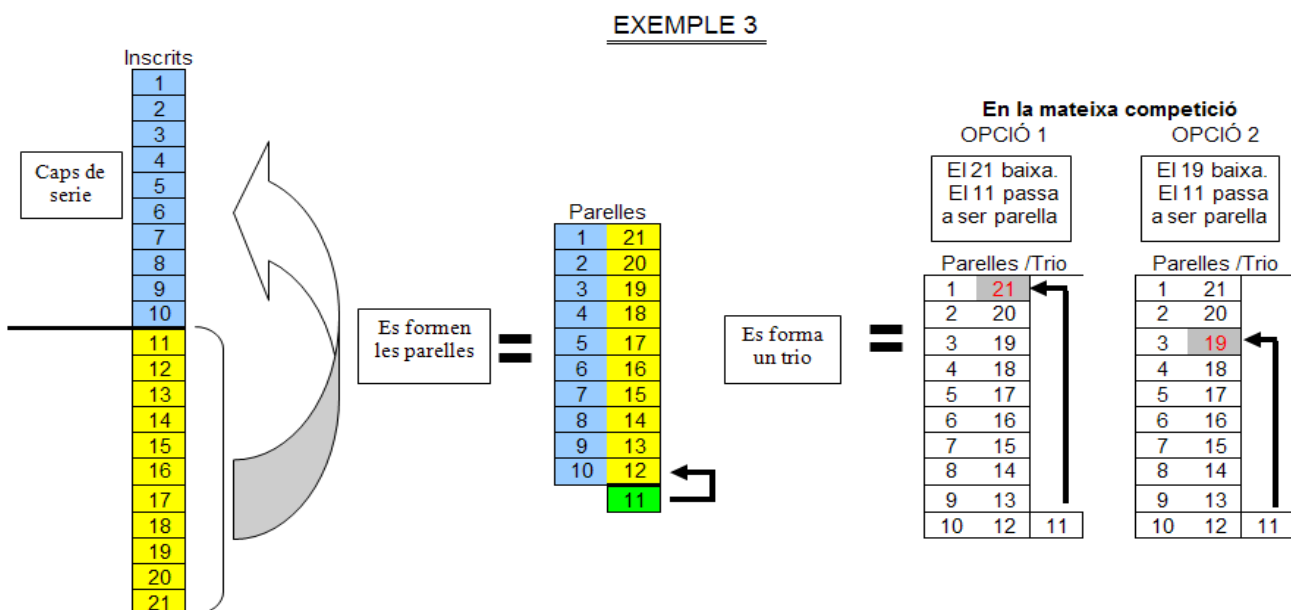 EXEMPLE 3
Inscrits
1
2
3
4
5
6
7
8
9
10
11
12
13
14
15
16
17
18
19
20
21
Caps de
serie
Es formen
les parelles
=
Parelles
1 21
2 20
3 19
4 18
5 17
6 16
7 15
8 14
9 13
10 12
11
Es forma
un trio
=
En la mateixa competició
OPCIÓ 1
El 21 baixa.
El 11 passa
a ser parella
Parelles /Trio
1 21
2 20
3 19
4 18
5 17
6 16
7 15
8 14
9 13
10 12 11
OPCIÓ 2
El 19 baixa.
El 11 passa
a ser parella
Parelles /Trio
1 21
2 20
3 19
4 18
5 17
6 16
7 15
8 14
9 13
10 12 11